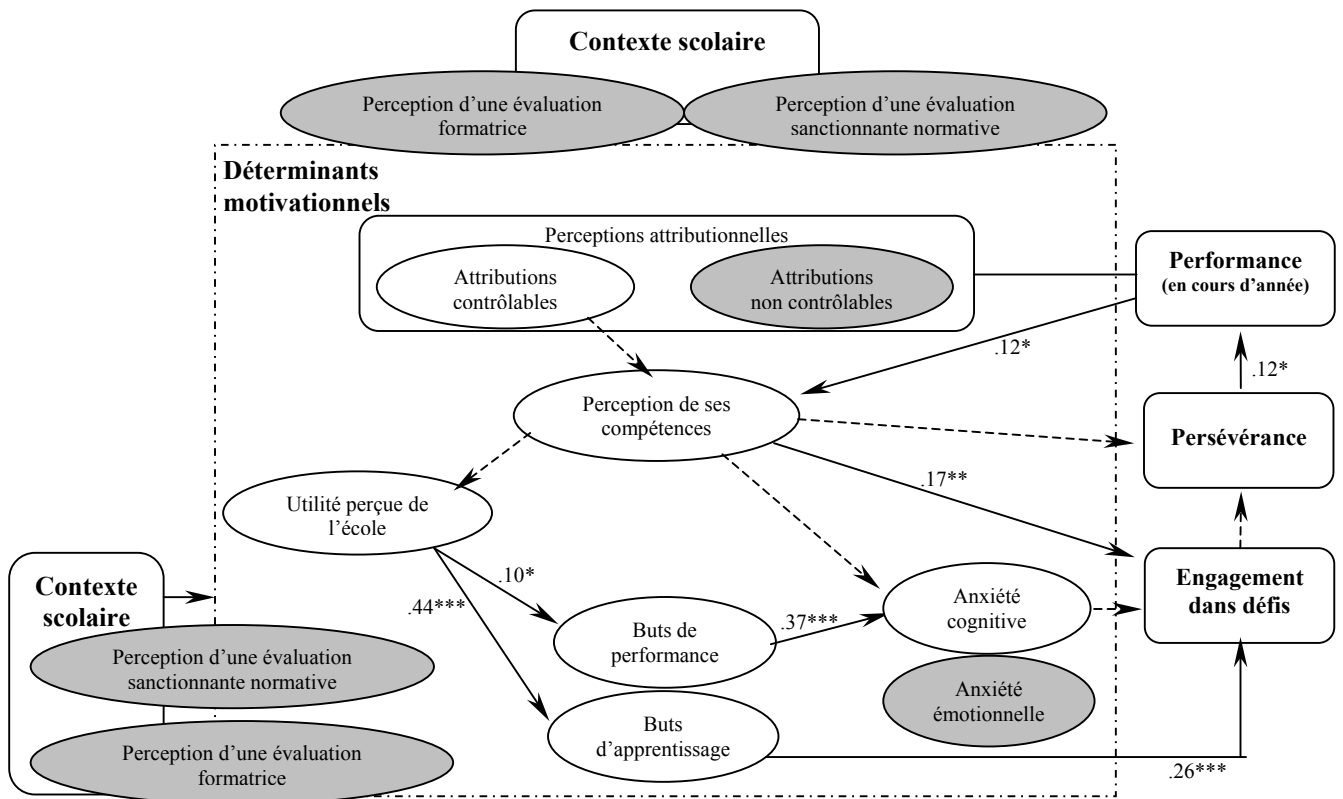 Contexte scolaire
Perception d’une évaluation
formatrice
Perception d’une évaluation
sanctionnante normative
Déterminants
motivationnels
Perceptions attributionnelles
Attributions
contrôlables
Attributions
non contrôlables
Performance
(en cours d’année)
.12*
.12*
Perception de ses
compétences
Persévérance
.17**
Utilité perçue de
l’école
Contexte
scolaire
.10*
.44***
Engagement
dans défis
Anxiété
cognitive
.37***
Buts de
performance
Perception d’une évaluation
sanctionnante normative
Anxiété
émotionnelle
Buts
d’apprentissage
Perception d’une évaluation
formatrice
.26***